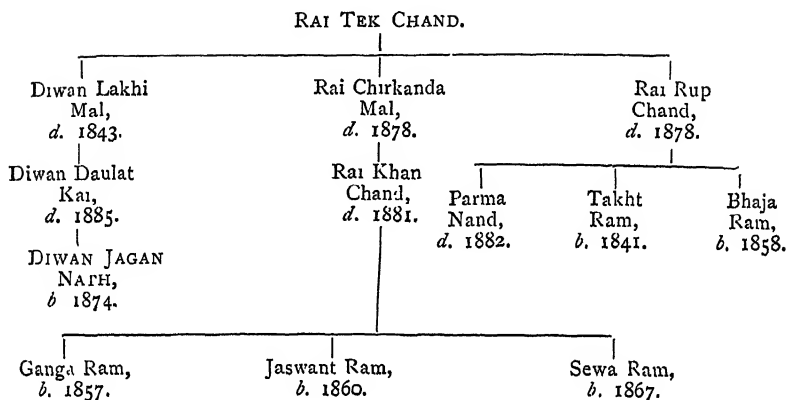 RAI TEK CHAND.
Diwan Lakhi
Mal,
d. 1843.
Rai Chirkanda
Mal,
d. 1878.
Rai Rup
Chand,
d. 1878.
Diwan Daulat
Rai,
d. 1885.
Rai Khan
Chand,
d. 1881.
Parma
Nand,
d. 1882.
Takht
Ram,
b. 1841.
Bhaja
Ram,
b. 1858.
DIWAN JAGAN
NATH,
b 1874.
Ganga Ram,
b. 1857.
Jaswant Ram,
b. 1860.
Sewa Ram,
b. 1867.